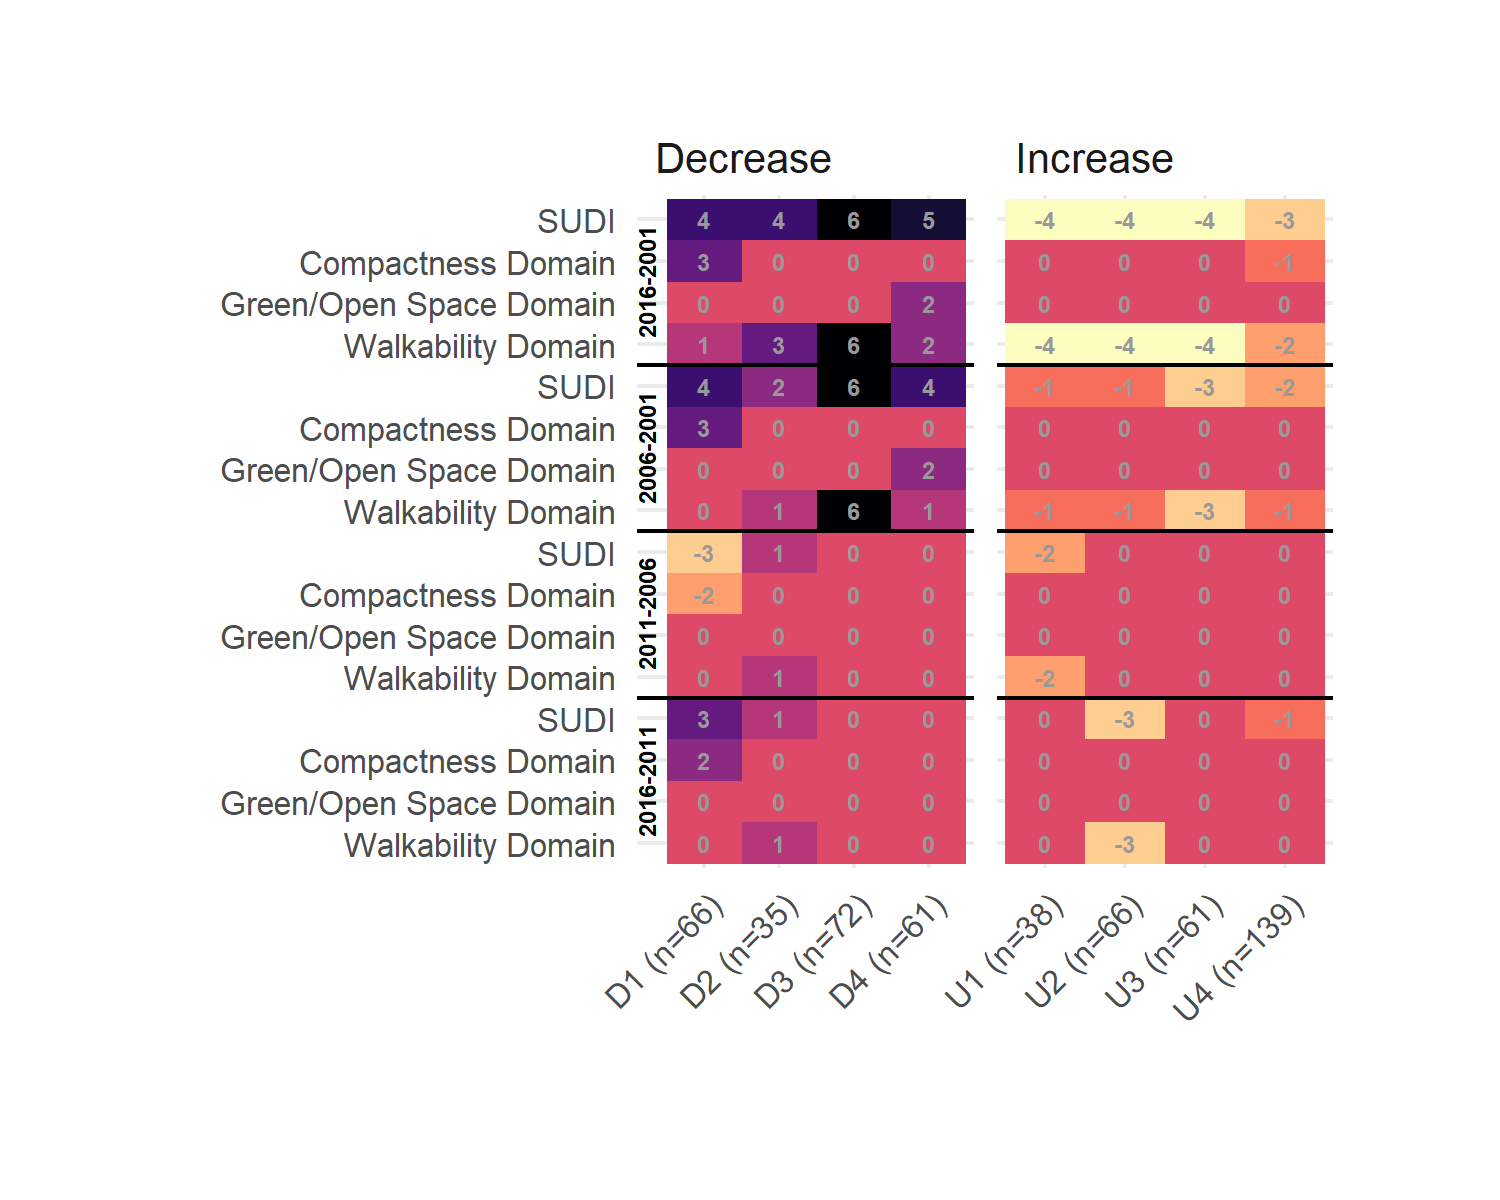 Decrease Increase
SUDI 4 4 6 5 -4 -4 -4 -3
Compactness Domain 3 0 0 0 0 0 0 -1
Green/Open Space Domain 0 0 0 2 0 0 0 0
Walkability Domain 1 3 6 2 -4 -4 -4 -2
2016-2001
SUDI 4 2 6 4 -1 -1 -3 -2
Compactness Domain 3 0 0 0 0 0 0 0
Green/Open Space Domain 0 0 0 2 0 0 0 0
Walkability Domain 0 1 6 1 -1 -1 -3 -1
2006-2001
SUDI -3 1 0 0 -2 0 0 0
Compactness Domain -2 0 0 0 0 0 0 0
Green/Open Space Domain 0 0 0 0 0 0 0 0
Walkability Domain 0 1 0 0 -2 0 0 0
2011-2006
SUDI 3 1 0 0 0 -3 0 -1
Compactness Domain 2 0 0 0 0 0 0 0
Green/Open Space Domain 0 0 0 0 0 0 0 0
Walkability Domain 0 1 0 0 0 -3 0 0
2016-2011
D1 (n=66) D2 (n=35) D3 (n=72) D4 (n=61) U1 (n=38) U2 (n=66) U3 (n=61) U4 (n=139)